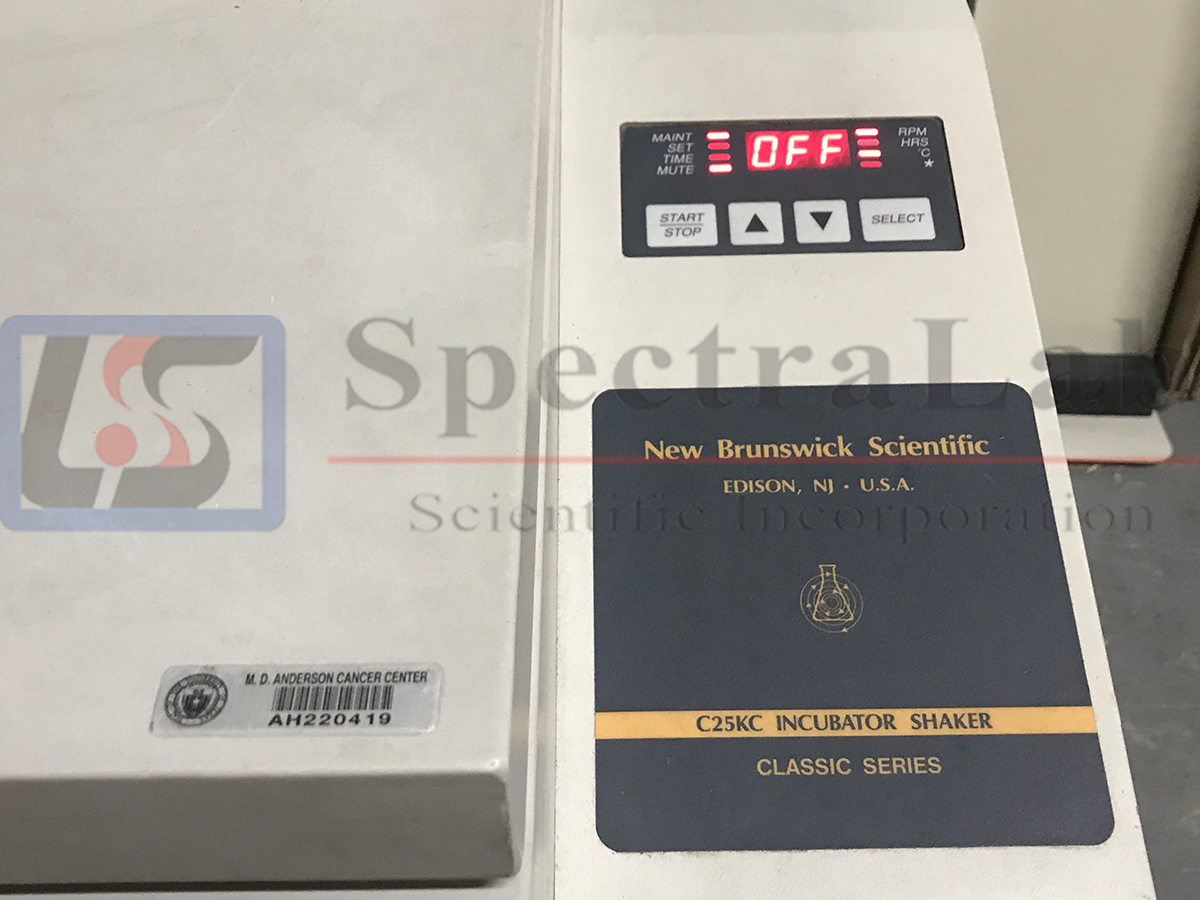 MAINT
SET
TIME
MUTE
OFF
RPM
HRS
°C
*
START
STOP
▲
▼
SELECT
SpectraLab
Scientific Incorporation
LS
New Brunswick Scientific
EDISON, NJ • U.S.A.
C25KC INCUBATOR SHAKER
CLASSIC SERIES
M. D. ANDERSON CANCER CENTER
AH220419